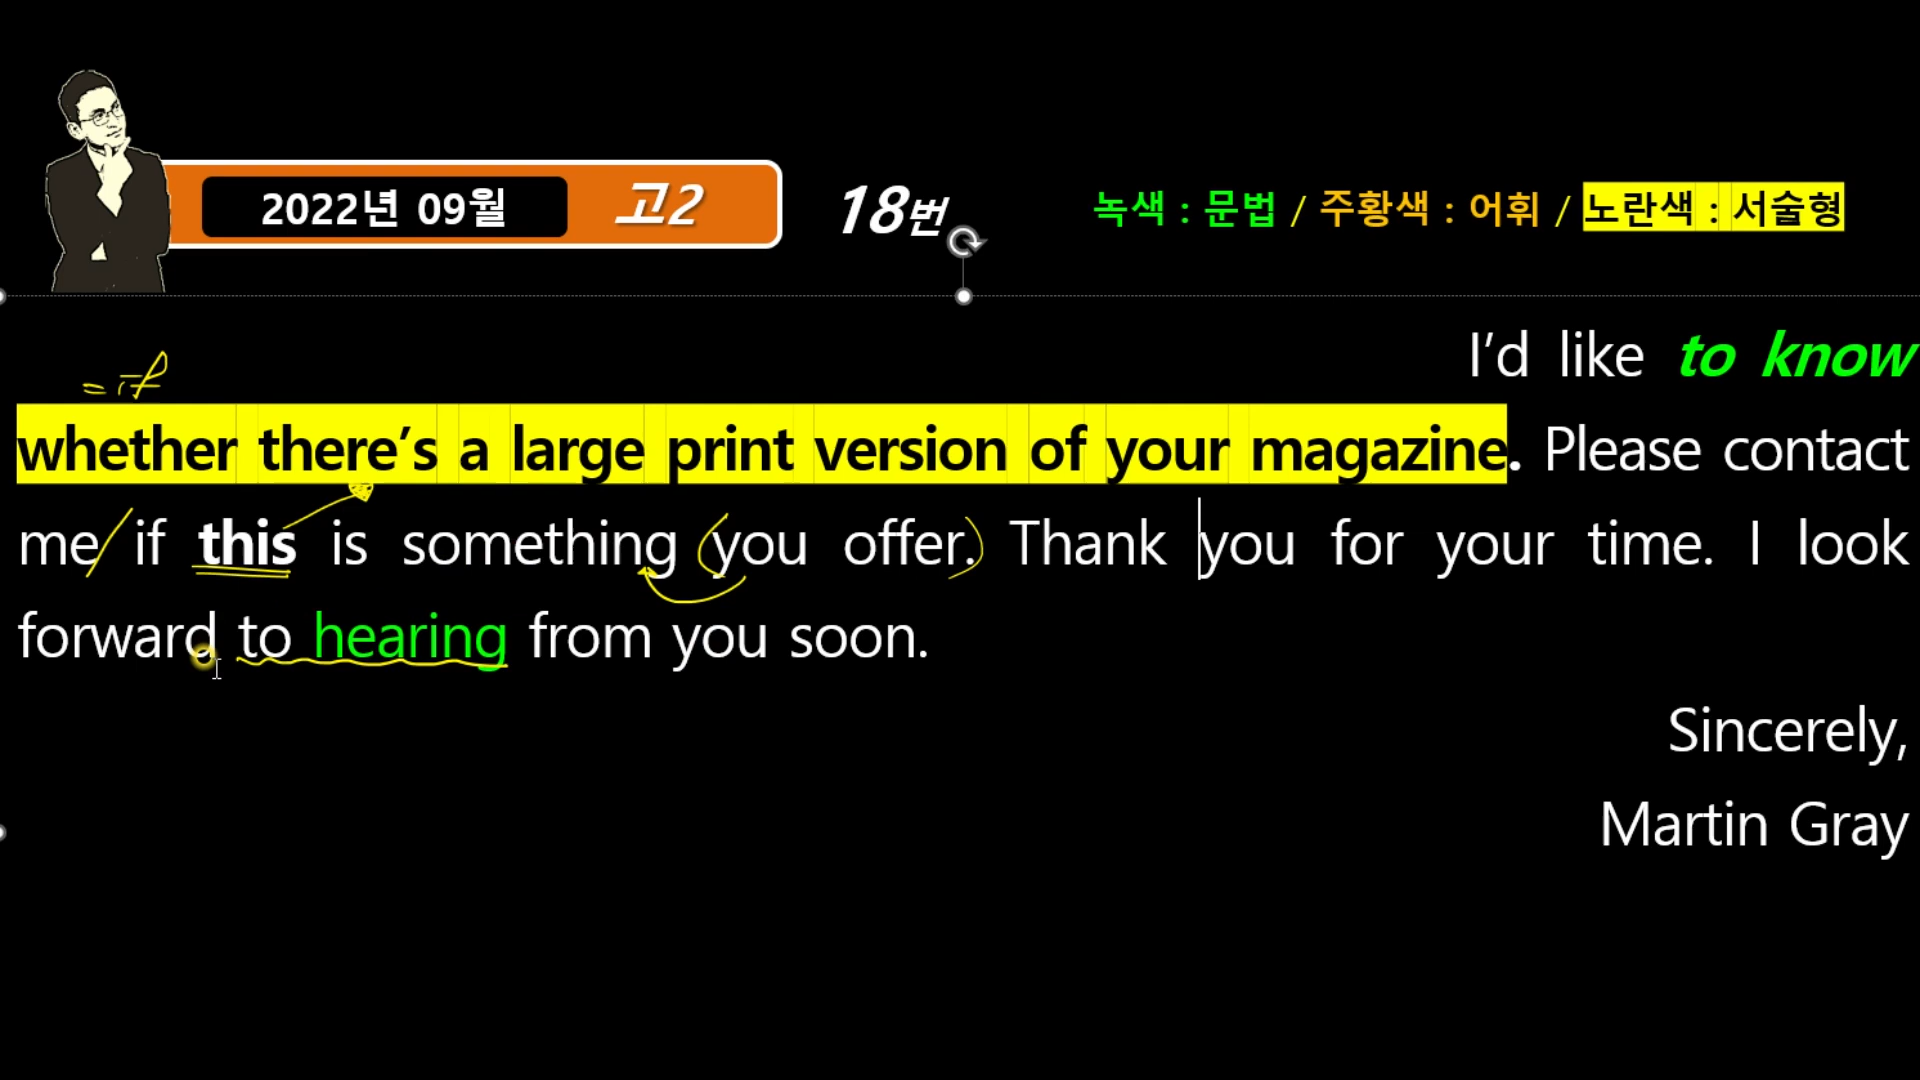 2022년 09월 고2 18번 녹색 : 문법 / 주황색 : 어휘 / 노란색 : 서술형
I’d like to know
= if
whether there’s a large print version of your magazine. Please contact
me / if this is something (you offer.) Thank you for your time. I look
forward to hearing from you soon.
Sincerely,
Martin Gray